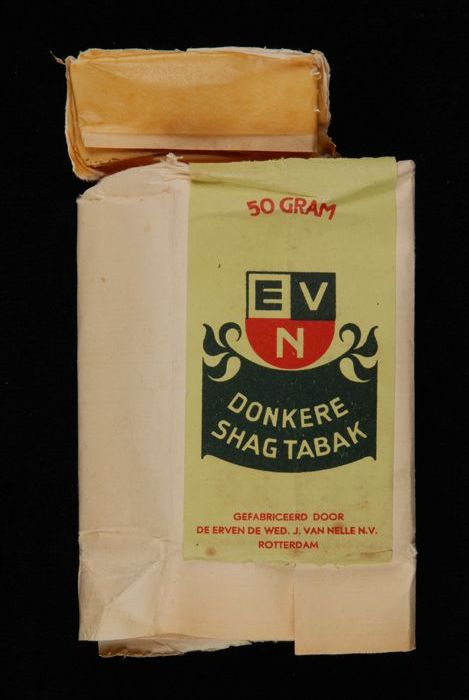 50 GRAM
E V
N
DONKERE
SHAG TABAK
GEFABRICEERD DOOR
DE ERVEN DE WED. J. VAN NELLE N.V.
ROTTERDAM